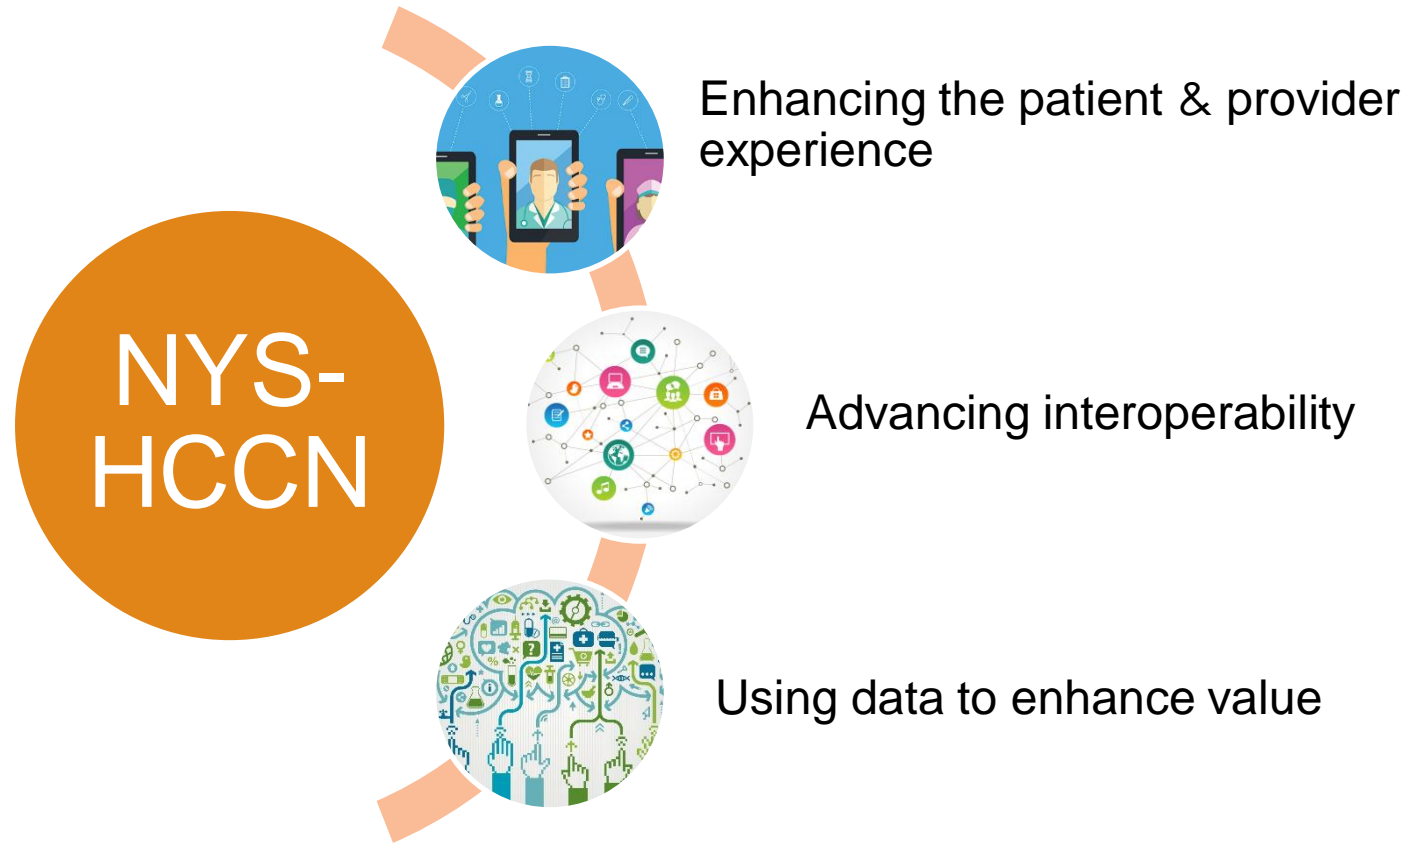 NYS-
HCCN
Enhancing the patient & provider
experience
Advancing interoperability
Using data to enhance value